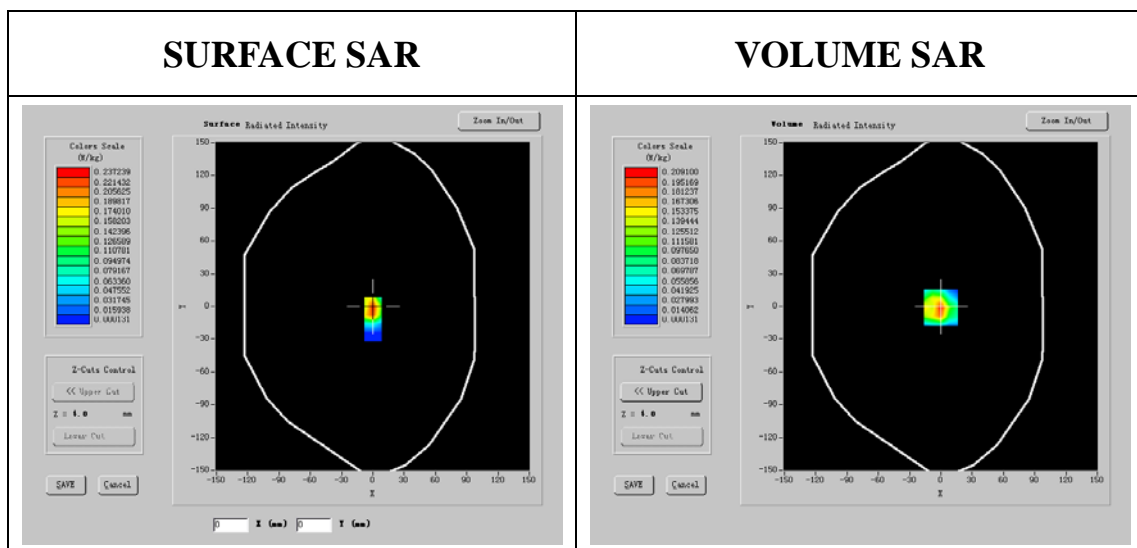 SURFACE SAR
VOLUME SAR
Surface Radiated Intensity
Zoom In/Out
Colors Scale
(W/kg)
0.237239
0.221432
0.205625
0.189817
0.174010
0.158203
0.142396
0.126589
0.110781
0.094974
0.079167
0.063360
0.047552
0.031745
0.015938
0.000131
150
120
90
60
30
0
-30
-60
-90
-120
-150
Y
-150 -120 -90 -60 -30 0 30 60 90 120 150
X
Z-Cuts Control
<< Upper Cut
Z = 4.0 mm
Lower Cut
SAVE
Cancel
0 X (mm) 0 Y (mm)
Volume Radiated Intensity
Zoom In/Out
Colors Scale
(W/kg)
0.209100
0.195169
0.181237
0.167306
0.153375
0.139444
0.125512
0.111581
0.097650
0.083718
0.069787
0.055856
0.041925
0.027993
0.014062
0.000131
150
120
90
60
30
0
-30
-60
-90
-120
-150
Y
-150 -120 -90 -60 -30 0 30 60 90 120 150
X
Z-Cuts Control
<< Upper Cut
Z = 4.0 mm
Lower Cut
SAVE
Cancel